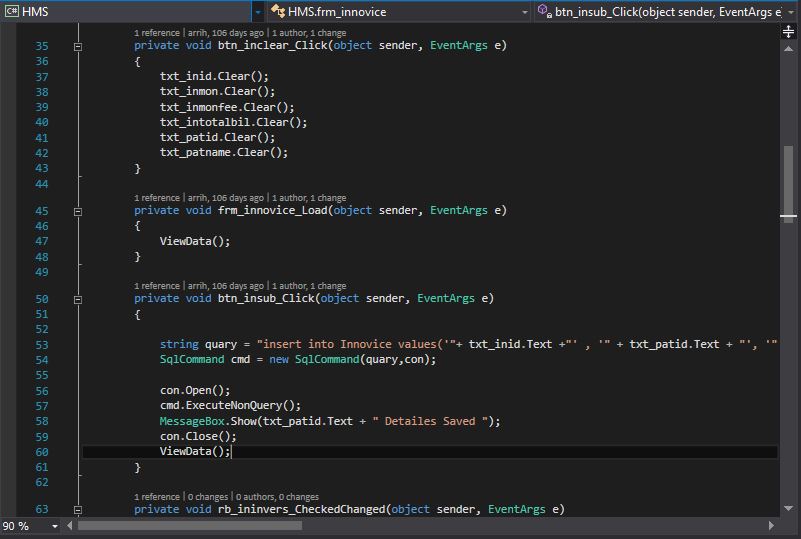 C# HMS HMS.frm_innovice btn_insub_Click(object sender, EventArgs e
1 reference | arrih, 106 days ago | 1 author, 1 change
35 private void btn_inclear_Click(object sender, EventArgs e)
36 {
37 txt_inid.Clear();
38 txt_inmon.Clear();
39 txt_inmonfee.Clear();
40 txt_intotalbil.Clear();
41 txt_patid.Clear();
42 txt_patname.Clear();
43 }
44
1 reference | arrih, 106 days ago | 1 author, 1 change
45 private void frm_innovice_Load(object sender, EventArgs e)
46 {
47 ViewData();
48 }
49
1 reference | arrih, 106 days ago | 1 author, 1 change
50 private void btn_insub_Click(object sender, EventArgs e)
51 {
52
53 string quary = "insert into Innovice values('"+ txt_inid.Text +"' , '" + txt_patid.Text + "', '"
54 SqlCommand cmd = new SqlCommand(quary,con);
55
56 con.Open();
57 cmd.ExecuteNonQuery();
58 MessageBox.Show(txt_patid.Text + " Detailes Saved ");
59 con.Close();
60 ViewData();
61 }
62
1 reference | 0 changes | 0 authors, 0 changes
63 private void rb_ininvers_CheckedChanged(object sender, EventArgs e)
90 %